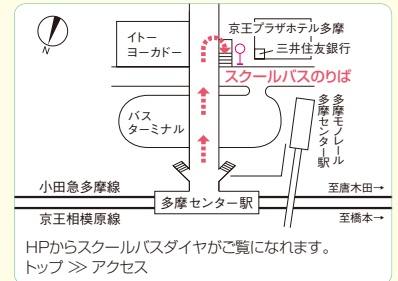 N
イトー
ヨーカドー
京王プラザホテル多摩
三井住友銀行
スクールバスのりば
バス
ターミナル
多摩モノレール
多摩センター駅
小田急多摩線
至唐木田→
多摩センター駅
京王相模原線
至橋本→
HPからスクールバスダイヤがご覧になれます。
トップ ≫ アクセス